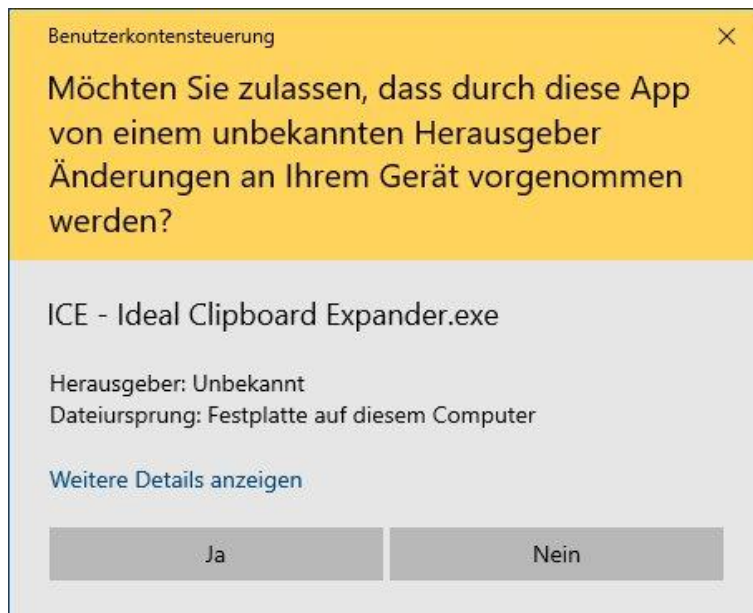 Benutzerkontensteuerung
Möchten Sie zulassen, dass durch diese App
von einem unbekannten Herausgeber
Änderungen an Ihrem Gerät vorgenommen
werden?
ICE - Ideal Clipboard Expander.exe
Herausgeber: Unbekannt
Dateiursprung: Festplatte auf diesem Computer
Weitere Details anzeigen
Ja
Nein